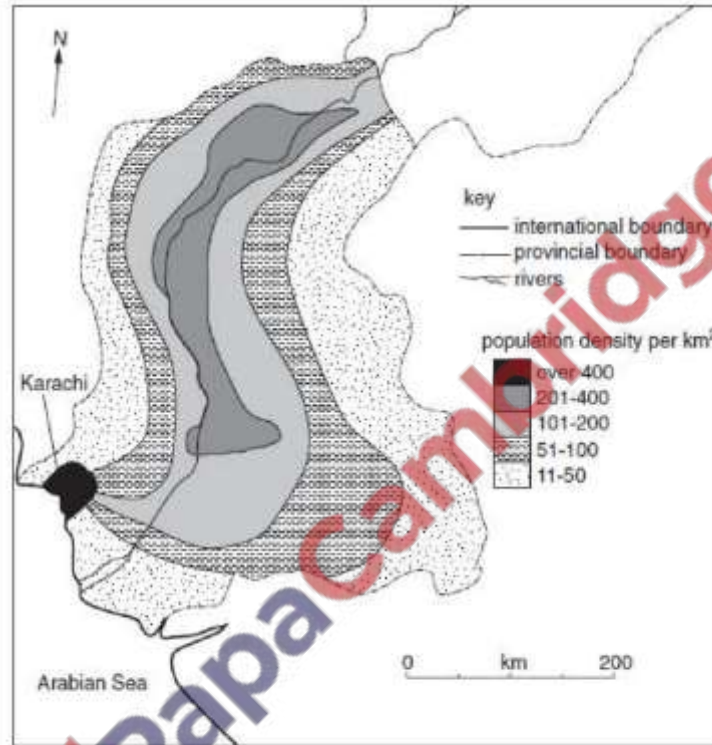 N
key
international boundary
provincial boundary
rivers
population density per km²
over 400
201-400
101-200
51-100
11-50
Karachi
0 km 200
Arabian Sea
PapaCambridge